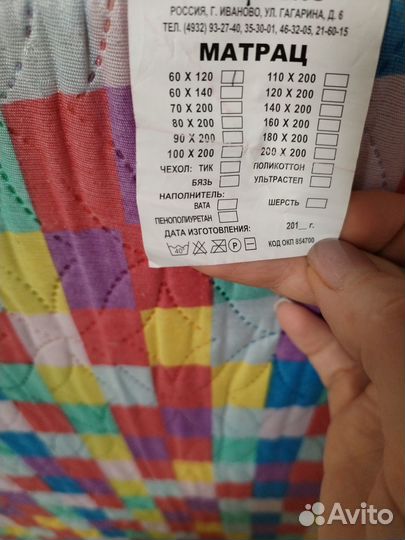 РОССИЯ, Г. ИВАНОВО, УЛ. ГАГАРИНА, Д. 6
ТЕЛ. (4932) 93-27-40, 35-30-01, 46-32-05, 21-60-15
МАТРАЦ
60 X 120 110 X 200
60 X 140 120 X 200
70 X 200 140 X 200
80 X 200 160 X 200
90 X 200 180 X 200
100 X 200 200 X 200
ЧЕХОЛ: ТИК ПОЛИКОТТОН
БЯЗЬ УЛЬТРАСТЕП
НАПОЛНИТЕЛЬ:
ВАТА ШЕРСТЬ
ПЕНОПОЛИУРЕТАН
ДАТА ИЗГОТОВЛЕНИЯ: 201__ г.
40° P КОД ОКП 854700
Avito